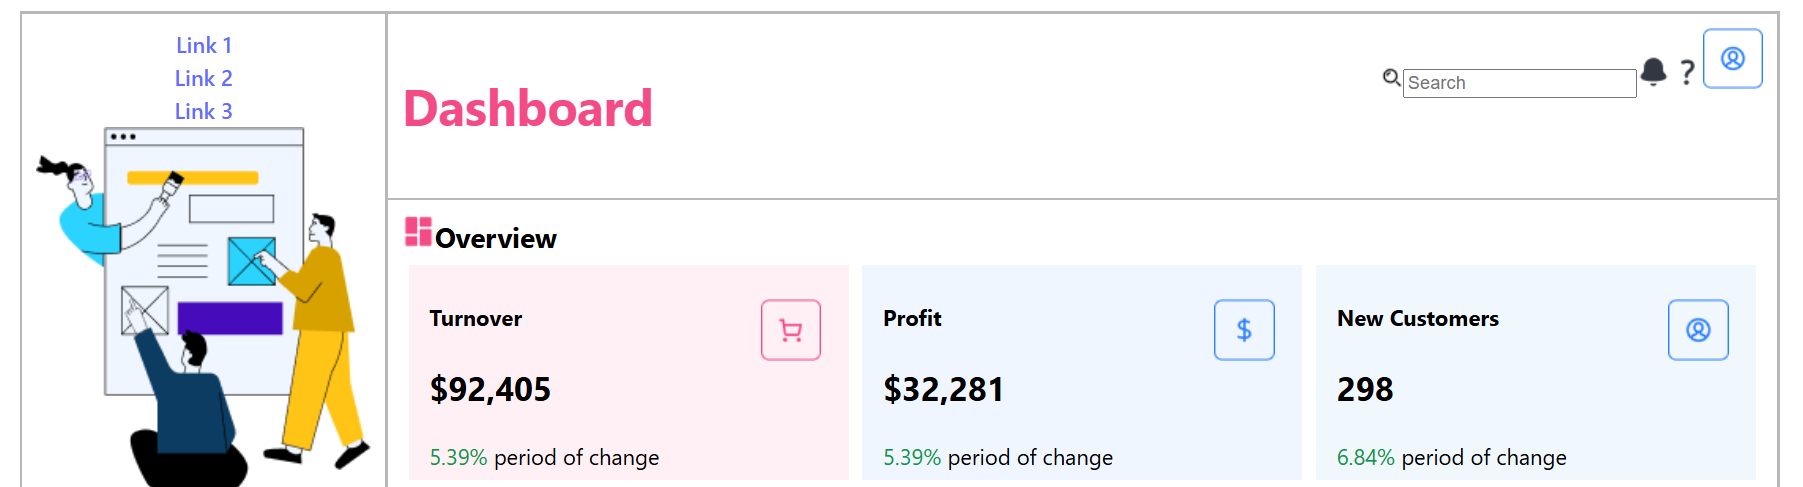 Link 1
Link 2
Link 3
Dashboard
Search
?
Overview
Turnover
$92,405
5.39% period of change
Profit
$
$32,281
5.39% period of change
New Customers
298
6.84% period of change